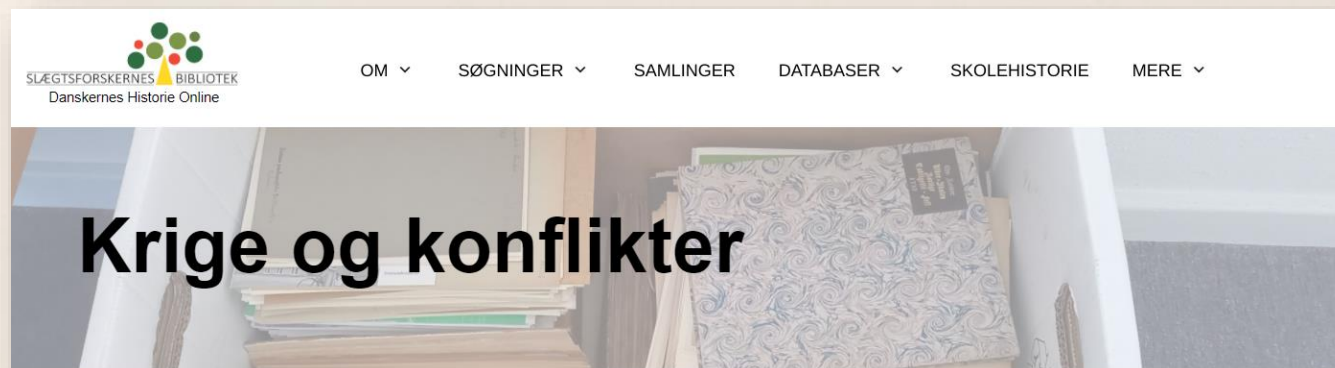 SLÆGTSFORSKERNES BIBLIOTEK
Danskernes Historie Online
OM
SØGNINGER
SAMLINGER
DATABASER
SKOLEHISTORIE
MERE
Krige og konflikter